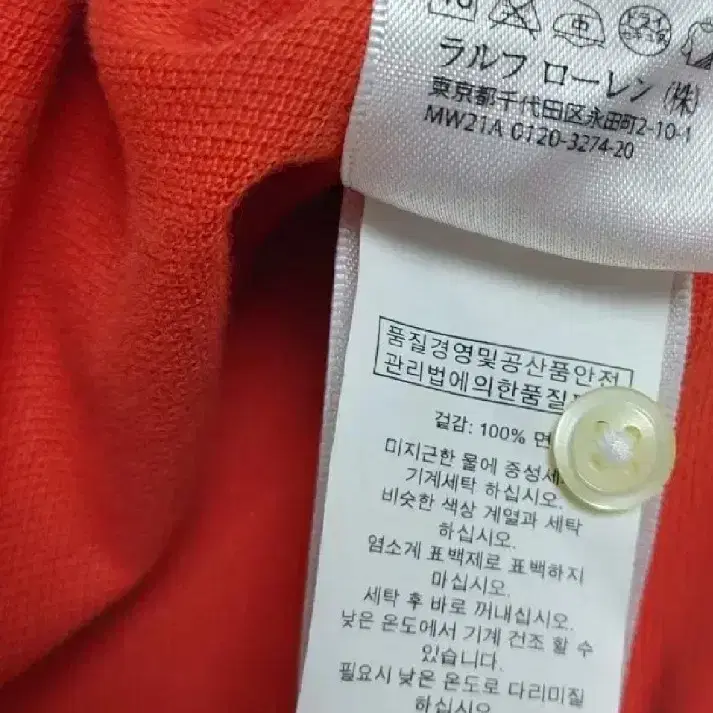 ラルフ ローレン (株)
東京都千代田区永田町2-10-1
MW21A 0120-3274-20
품질경영및공산품안전
관리법에의한품질
겉감: 100% 면
미지근한 물에 중성세
기계세탁 하십시오.
비슷한 색상 계열과 세탁
하십시오.
염소계 표백제로 표백하지
마십시오.
세탁 후 바로 꺼내십시오.
낮은 온도에서 기계 건조 할 수
있습니다.
필요시 낮은 온도로 다리미질
하십시오.